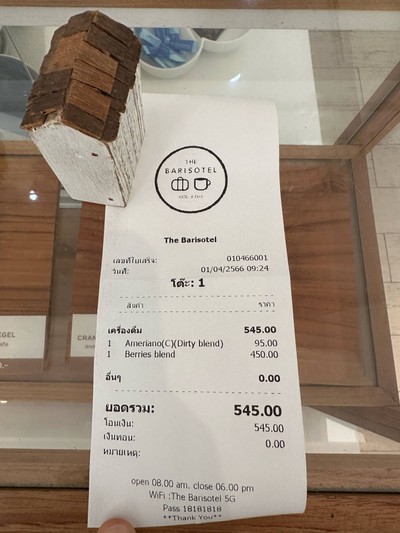 THE
BARISOTEL
The Barisotel
เลขที่ใบเสร็จ: 010466001
วันที่: 01/04/2566 09:24
โต๊ะ: 1
สินค้า ราคา
เครื่องดื่ม 545.00
1 Ameriano(C)(Dirty blend) 95.00
1 Berries blend 450.00
อื่นๆ 0.00
ยอดรวม: 545.00
โอนเงิน: 545.00
เงินทอน: 0.00
หมายเหตุ:
open 08.00 am. close 06.00 pm
WiFi :The Barisotel 5G
Pass 18181818
**Thank You**